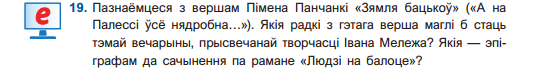 e
19. Пазнаёмцеся з вершам Пімена Панчанкі «Зямля бацькоў» («А на
Палессі ўсё нядробна...»). Якія радкі з гэтага верша маглі б стаць
тэмай вечарыны, прысвечанай творчасці Івана Мележа? Якія — эпі-
графам да сачынення па рамане «Людзі на балоце»?